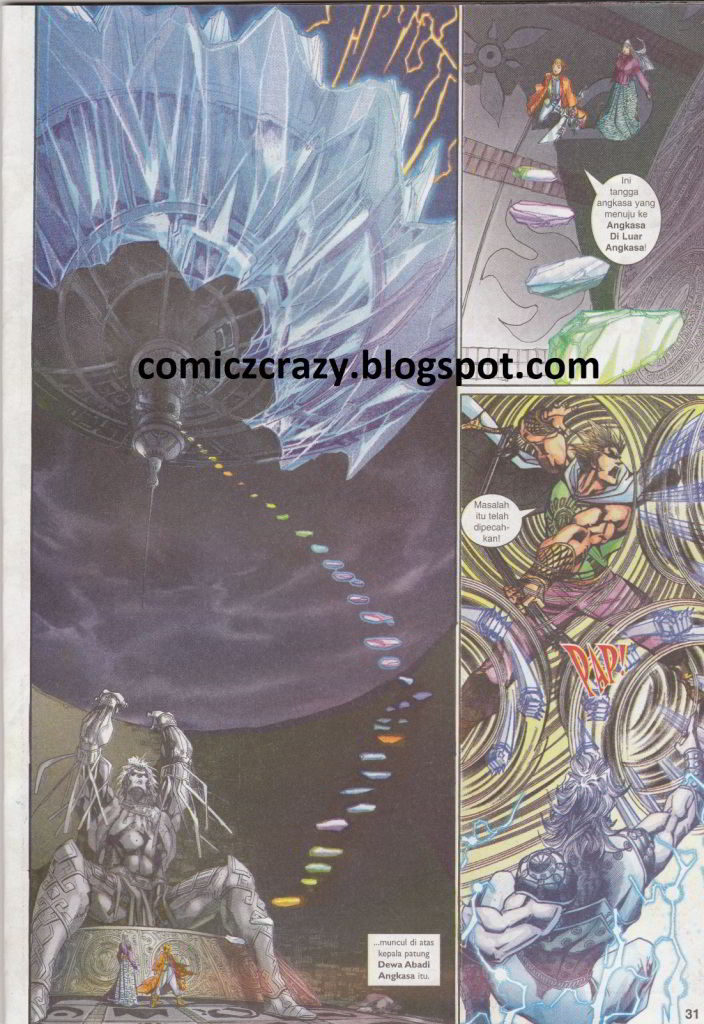 comiczcrazy.blogspot.com
...muncul di atas
kepala patung
Dewa Abadi
Angkasa itu.
Ini
tangga
angkasa yang
menuju ke
Angkasa
Di Luar
Angkasa!
Masalah
itu telah
dipecah-
kan!
PAP!
31